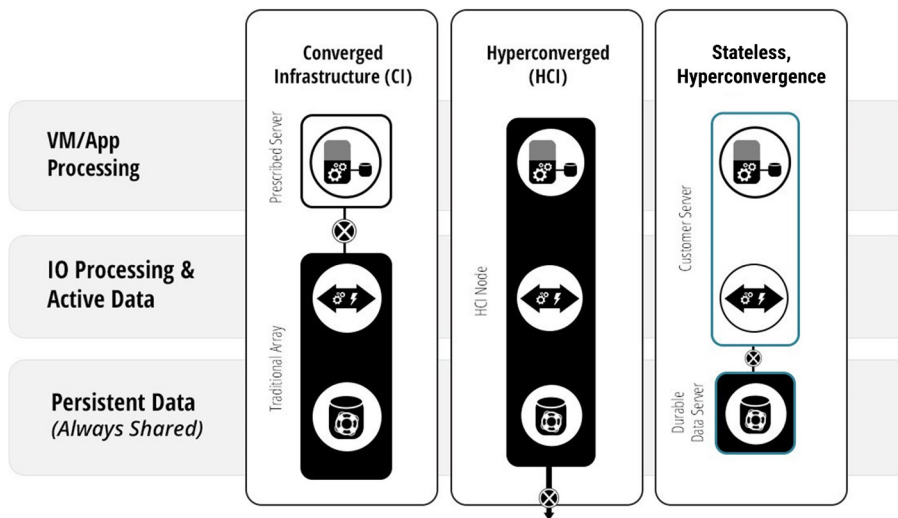 Converged
Infrastructure (CI)
Hyperconverged
(HCI)
Stateless,
Hyperconvergence
VM/App
Processing
Prescribed Server
IO Processing &
Active Data
Traditional Array
HCI Node
Customer Server
Persistent Data
(Always Shared)
Durable
Data Server